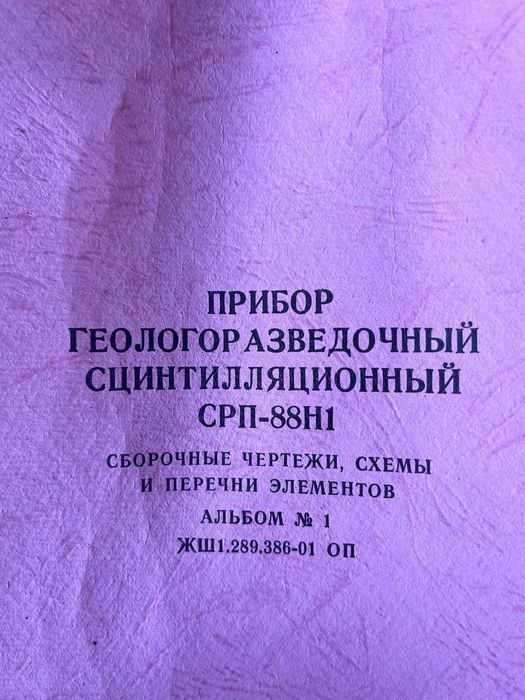 ПРИБОР
ГЕОЛОГОРАЗВЕДОЧНЫЙ
СЦИНТИЛЛЯЦИОННЫЙ
СРП-88Н1
СБОРОЧНЫЕ ЧЕРТЕЖИ, СХЕМЫ
И ПЕРЕЧНИ ЭЛЕМЕНТОВ
АЛЬБОМ № 1
ЖШ1.289.386-01 ОП